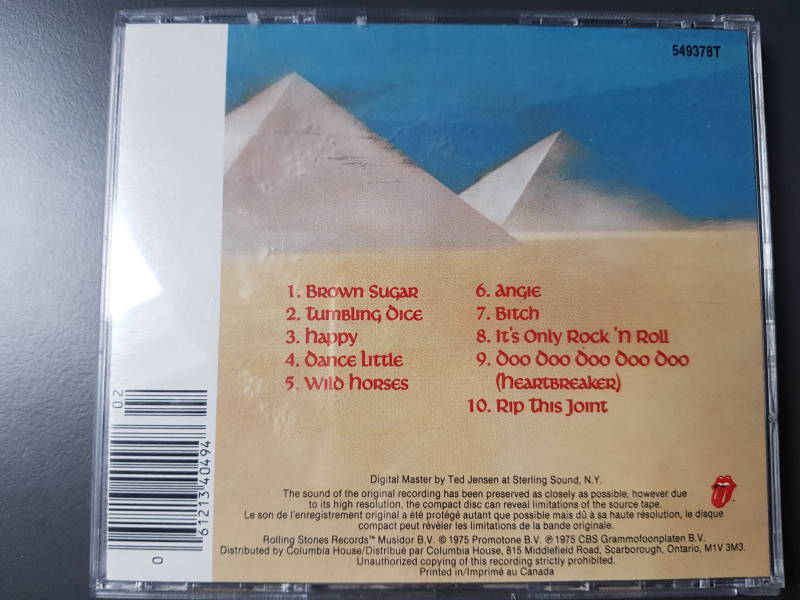 549378T
1. Brown Sugar
2. Tumbling Dice
3. Happy
4. Dance Little
5. Wild Horses
6. Angie
7. Bitch
8. It's Only Rock 'N Roll
9. Doo Doo Doo Doo Doo
(Heartbreaker)
10. Rip This Joint
02
0 61213 40494
Digital Master by Ted Jensen at Sterling Sound, N.Y.
The sound of the original recording has been preserved as closely as possible, however due
to its high resolution, the compact disc can reveal limitations of the source tape.
Le son de l'enregistrement original a été protégé autant que possible mais dû à sa haute résolution, le disque
compact peut révéler les limitations de la bande originale.
Rolling Stones Records™ Musidor B.V. © 1975 Promotone B.V. ℗ 1975 CBS Grammofoonplaten B.V.
Distributed by Columbia House/Distribué par Columbia House, 815 Middlefield Road, Scarborough, Ontario, M1V 3M3.
Unauthorized copying of this recording strictly prohibited.
Printed in/Imprimé au Canada